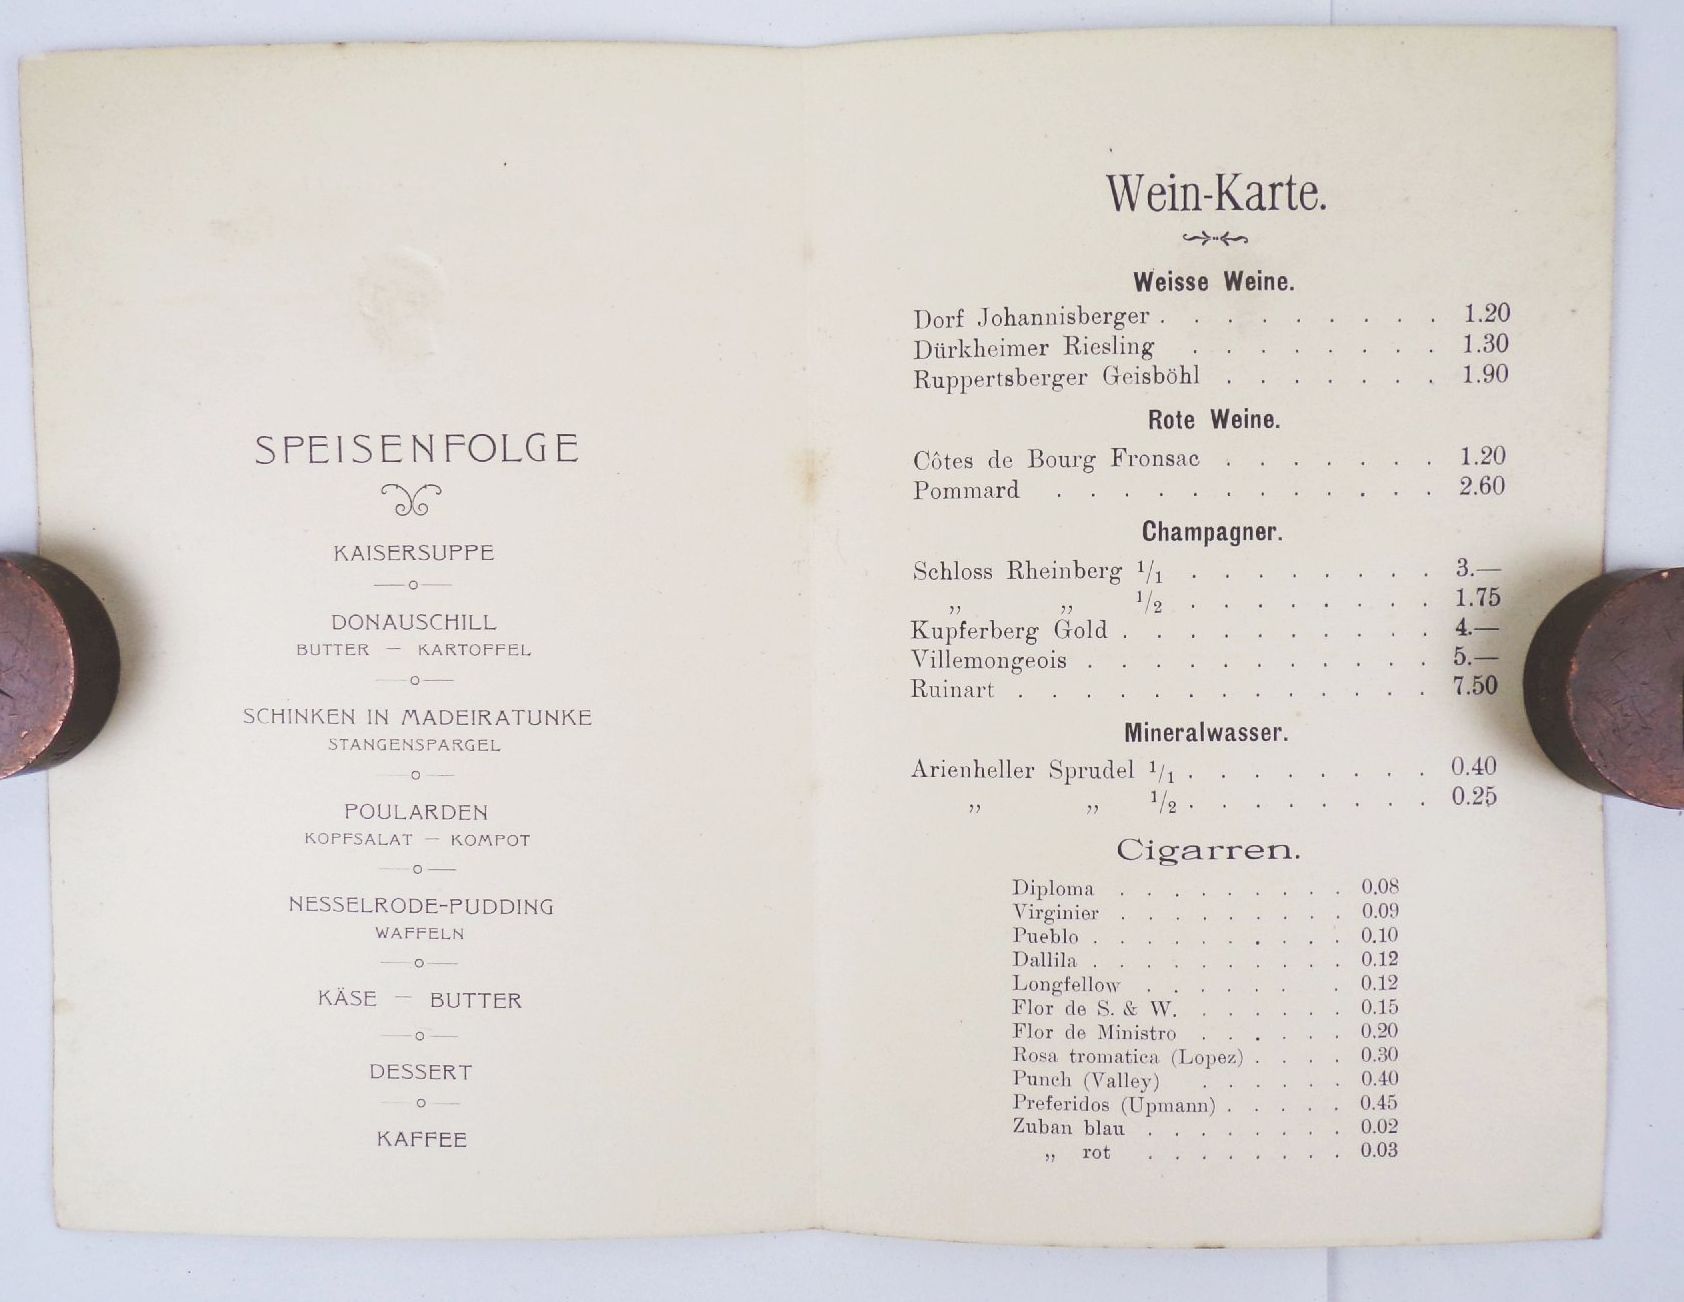 SPEISENFOLGE
KAISERSUPPE
DONAUSCHILL
BUTTER — KARTOFFEL
SCHINKEN IN MADEIRATUNKE
STANGENSPARGEL
POULARDEN
KOPFSALAT — KOMPOT
NESSELRODE-PUDDING
WAFFELN
KÄSE — BUTTER
DESSERT
KAFFEE
Wein-Karte.
Weisse Weine.
Dorf Johannisberger . . . . . . . . . 1.20
Dürkheimer Riesling . . . . . . . . 1.30
Ruppertsberger Geisböhl . . . . . . . 1.90
Rote Weine.
Côtes de Bourg Fronsac . . . . . . . 1.20
Pommard . . . . . . . . . . . . 2.60
Champagner.
Schloss Rheinberg 1/1 . . . . . . . . 3.—
„ „ 1/2 . . . . . . . . 1.75
Kupferberg Gold . . . . . . . . . . 4.—
Villemongeois . . . . . . . . . . . 5.—
Ruinart . . . . . . . . . . . . . 7.50
Mineralwasser.
Arienheller Sprudel 1/1 . . . . . . . . 0.40
„ „ 1/2 . . . . . . . . 0.25
Cigarren.
Diploma . . . . . . . . . 0.08
Virginier . . . . . . . . . 0.09
Pueblo . . . . . . . . . . 0.10
Dallila . . . . . . . . . . 0.12
Longfellow . . . . . . . 0.12
Flor de S. & W. . . . . . . 0.15
Flor de Ministro . . . . . . 0.20
Rosa tromatica (Lopez) . . . . 0.30
Punch (Valley) . . . . . . 0.40
Preferidos (Upmann) . . . . . 0.45
Zuban blau . . . . . . . . 0.02
„ rot . . . . . . . . 0.03